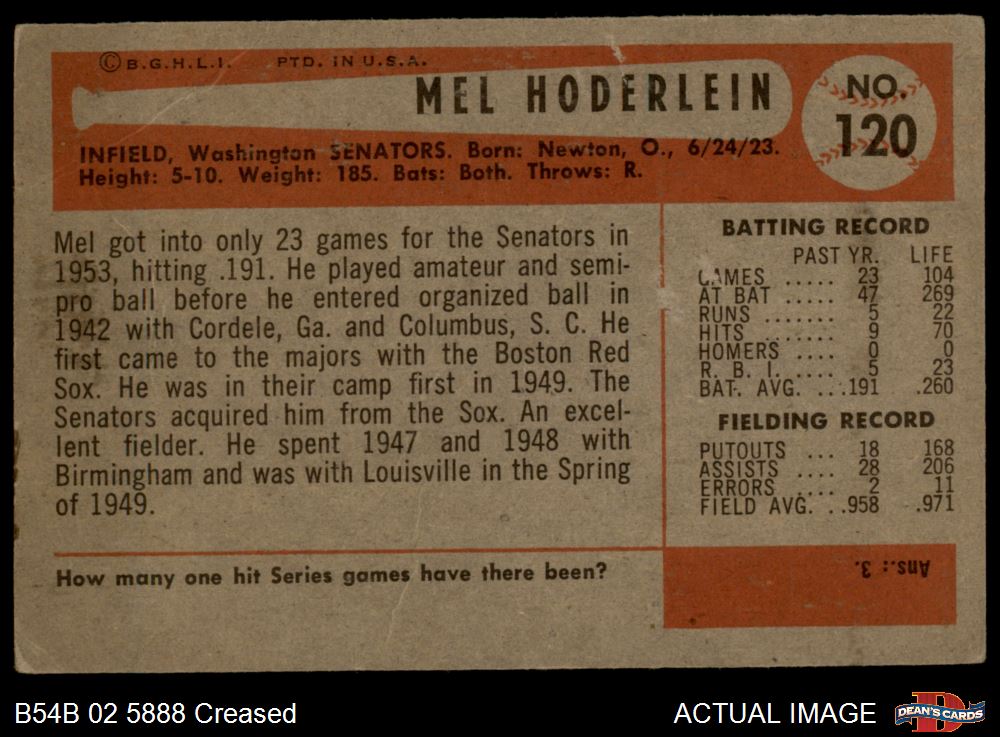 ©B.G.H.L.I. PTD. IN U.S.A.
MEL HODERLEIN
NO.
120
INFIELD, Washington SENATORS. Born: Newton, O., 6/24/23.
Height: 5-10. Weight: 185. Bats: Both. Throws: R.
Mel got into only 23 games for the Senators in
1953, hitting .191. He played amateur and semi-
pro ball before he entered organized ball in
1942 with Cordele, Ga. and Columbus, S. C. He
first came to the majors with the Boston Red
Sox. He was in their camp first in 1949. The
Senators acquired him from the Sox. An excel-
lent fielder. He spent 1947 and 1948 with
Birmingham and was with Louisville in the Spring
of 1949.
BATTING RECORD
PAST YR. LIFE
GAMES ..... 23 104
AT BAT ..... 47 269
RUNS ....... 5 22
HITS ....... 9 70
HOMERS .... 0 0
R. B. I. ..... 5 23
BAT. AVG. ...191 .260
FIELDING RECORD
PUTOUTS ... 18 168
ASSISTS .... 28 206
ERRORS .... 2 11
FIELD AVG. ..958 .971
How many one hit Series games have there been?
Ans.: 3.
B54B 02 5888 Creased
ACTUAL IMAGE
D
DEAN'S CARDS